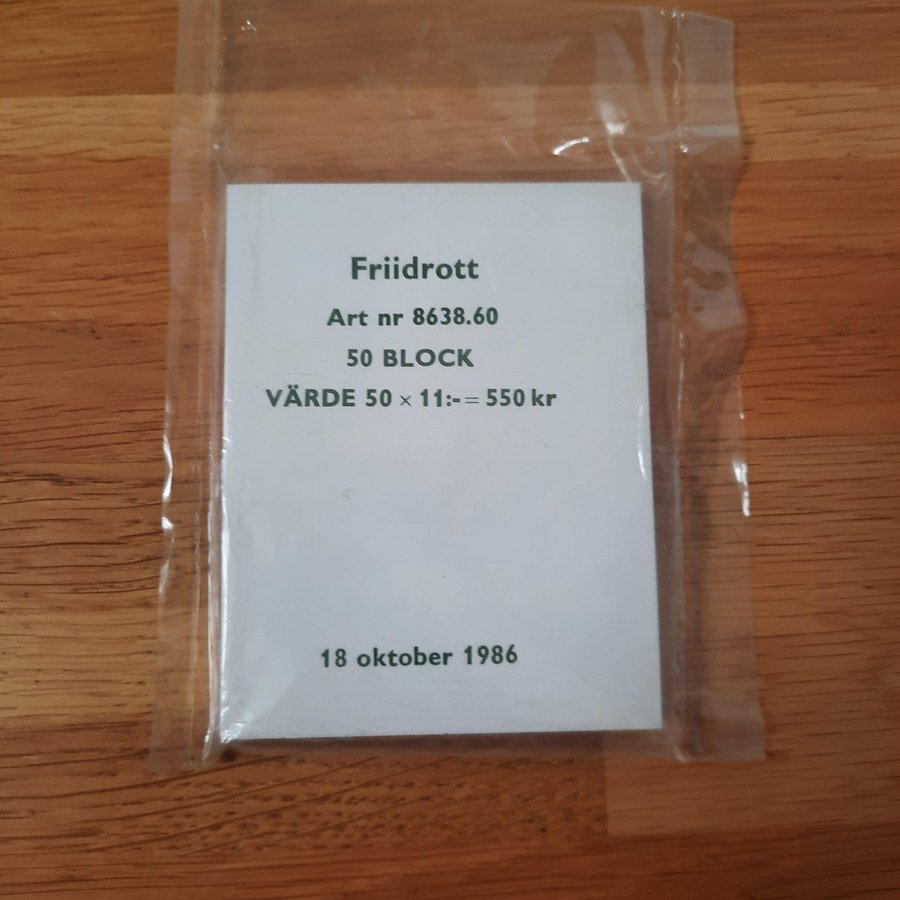 Friidrott
Art nr 8638.60
50 BLOCK
VÄRDE 50 × 11:- = 550 kr
18 oktober 1986